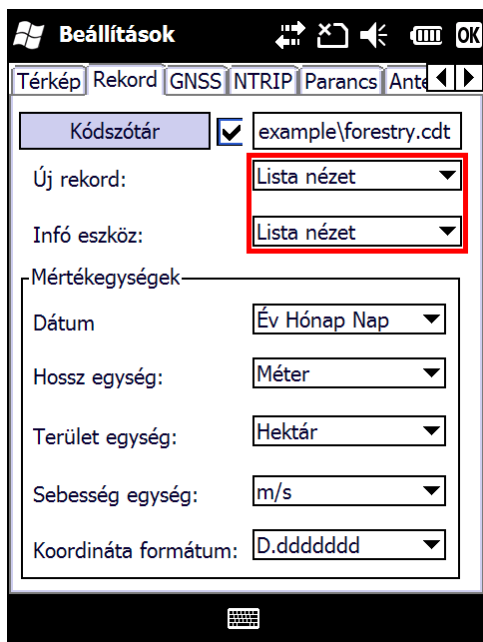 Beállítások OK
Térkép Rekord GNSS NTRIP Parancs Ante
Kódszótár example\forestry.cdt
Új rekord: Lista nézet
Infó eszköz: Lista nézet
Mértékegységek
Dátum Év Hónap Nap
Hossz egység: Méter
Terület egység: Hektár
Sebesség egység: m/s
Koordináta formátum: D.ddddddd